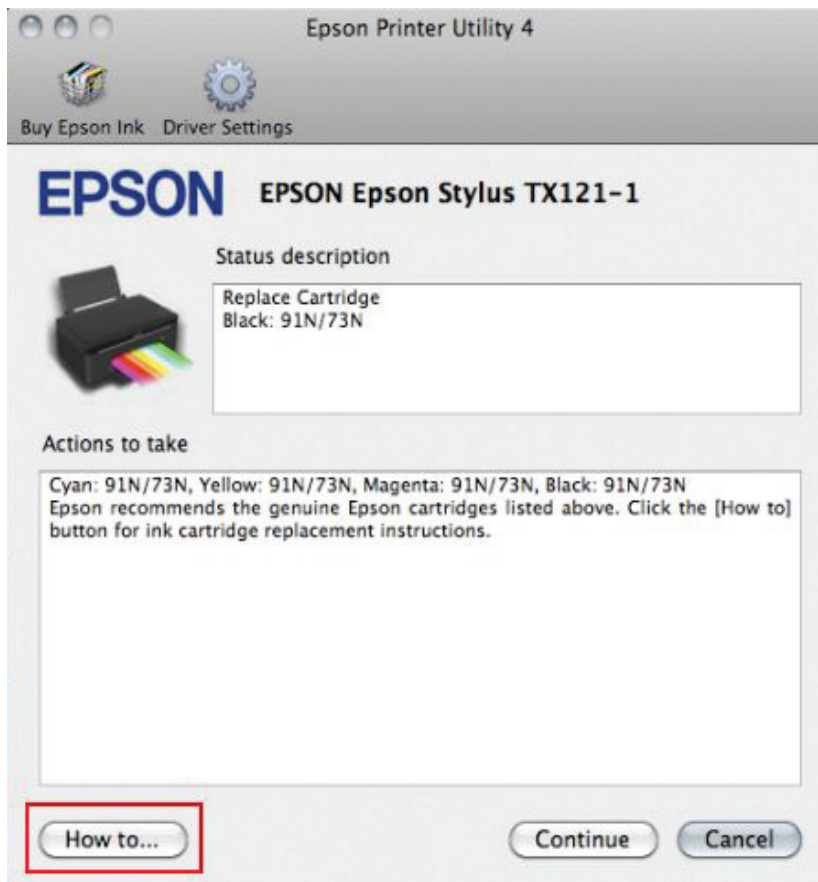 Epson Printer Utility 4
Buy Epson Ink
Driver Settings
EPSON
EPSON Epson Stylus TX121-1
Status description
Replace Cartridge
Black: 91N/73N
Actions to take
Cyan: 91N/73N, Yellow: 91N/73N, Magenta: 91N/73N, Black: 91N/73N
Epson recommends the genuine Epson cartridges listed above. Click the [How to]
button for ink cartridge replacement instructions.
How to...
Continue
Cancel